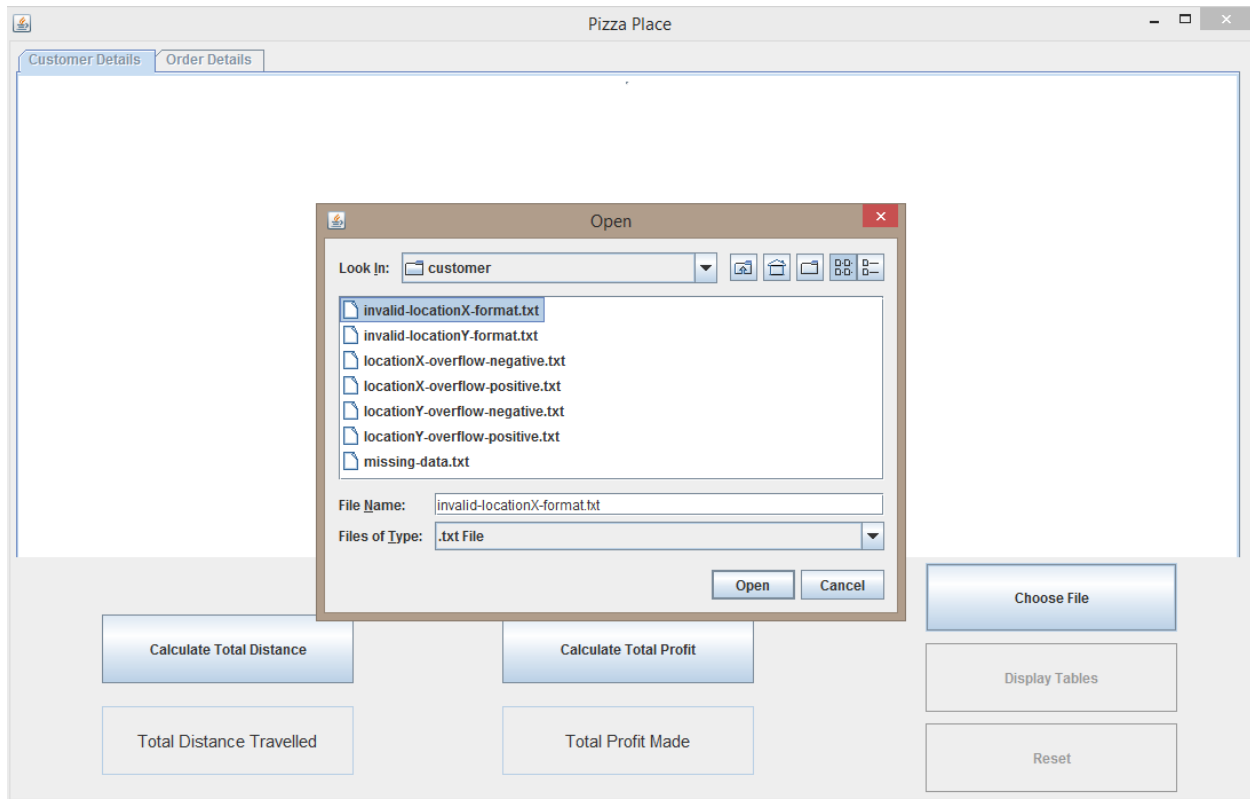 Pizza Place
Customer Details Order Details
Open
Look In: customer
invalid-locationX-format.txt
invalid-locationY-format.txt
locationX-overflow-negative.txt
locationX-overflow-positive.txt
locationY-overflow-negative.txt
locationY-overflow-positive.txt
missing-data.txt
File Name: invalid-locationX-format.txt
Files of Type: .txt File
Open Cancel
Choose File
Calculate Total Distance Calculate Total Profit
Display Tables
Total Distance Travelled Total Profit Made
Reset